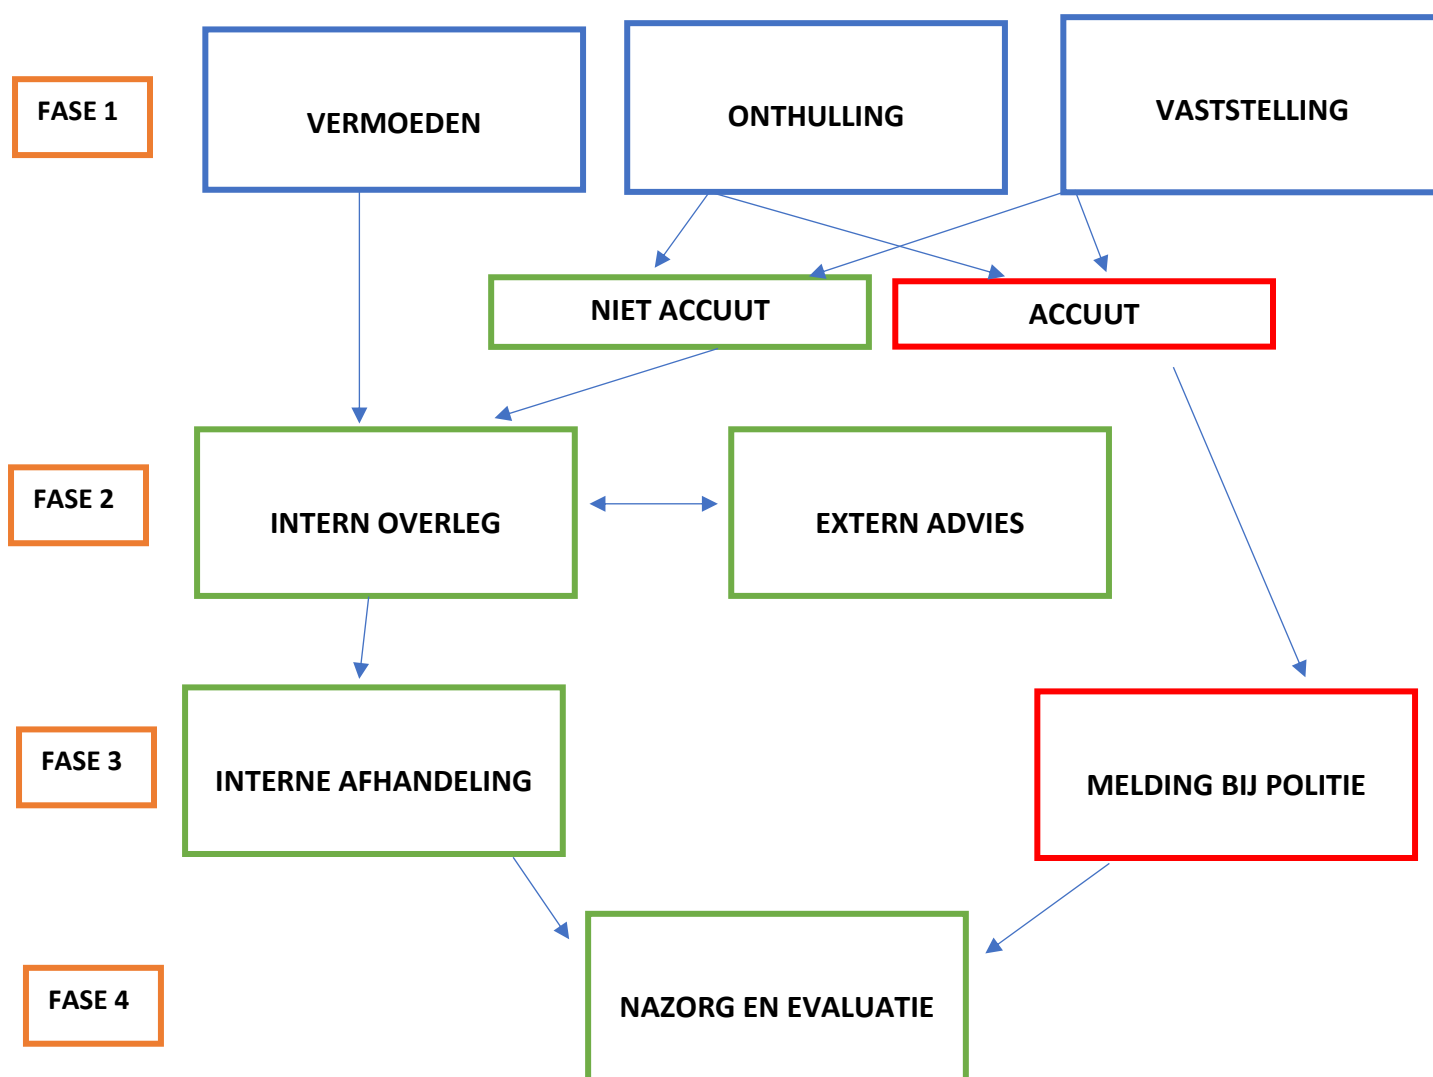 FASE 1
VERMOEDEN
ONTHULLING
VASTSTELLING
NIET ACCUUT
ACCUUT
FASE 2
INTERN OVERLEG
EXTERN ADVIES
FASE 3
INTERNE AFHANDELING
MELDING BIJ POLITIE
FASE 4
NAZORG EN EVALUATIE